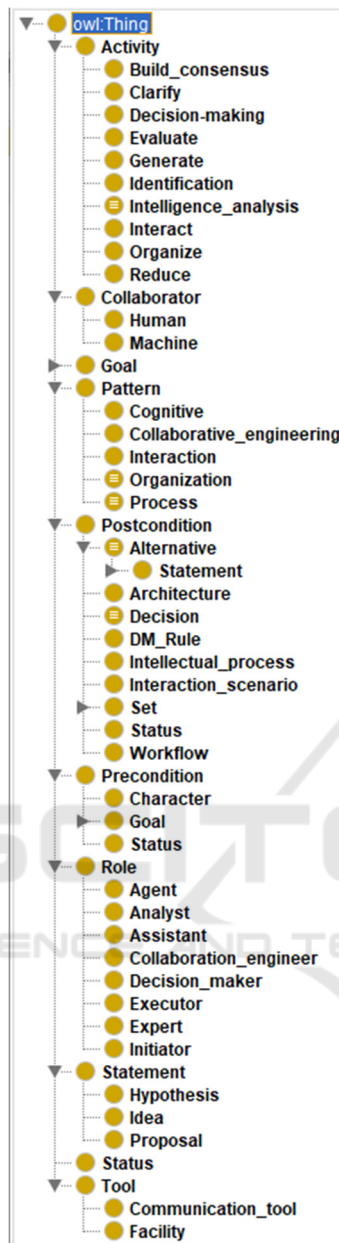 owl:Thing
Activity
Build_consensus
Clarify
Decision-making
Evaluate
Generate
Identification
Intelligence_analysis
Interact
Organize
Reduce
Collaborator
Human
Machine
Goal
Pattern
Cognitive
Collaborative_engineering
Interaction
Organization
Process
Postcondition
Alternative
Statement
Architecture
Decision
DM_Rule
Intellectual_process
Interaction_scenario
Set
Status
Workflow
Precondition
Character
Goal
Status
Role
Agent
Analyst
Assistant
Collaboration_engineer
Decision_maker
Executor
Expert
Initiator
Statement
Hypothesis
Idea
Proposal
Status
Tool
Communication_tool
Facility